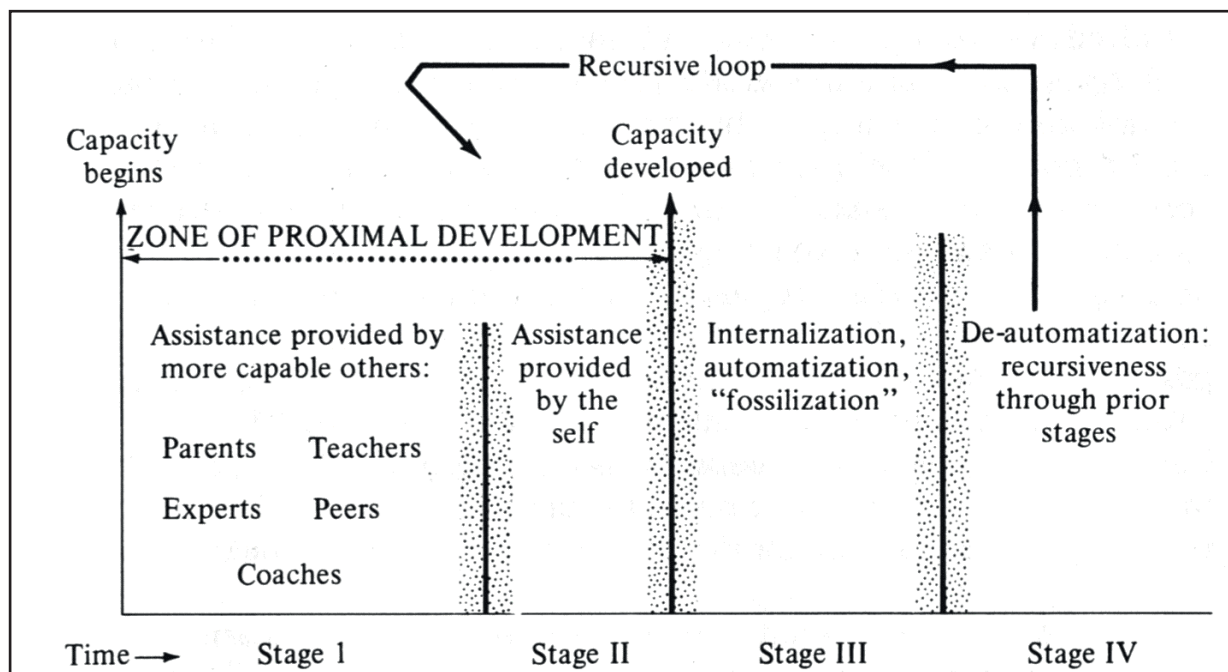 Recursive loop
Capacity
begins
Capacity
developed
ZONE OF PROXIMAL DEVELOPMENT
Assistance provided by
more capable others:
Parents Teachers
Experts Peers
Coaches
Assistance
provided
by the
self
Internalization,
automatization,
“fossilization”
De-automatization:
recursiveness
through prior
stages
Time Stage I Stage II Stage III Stage IV